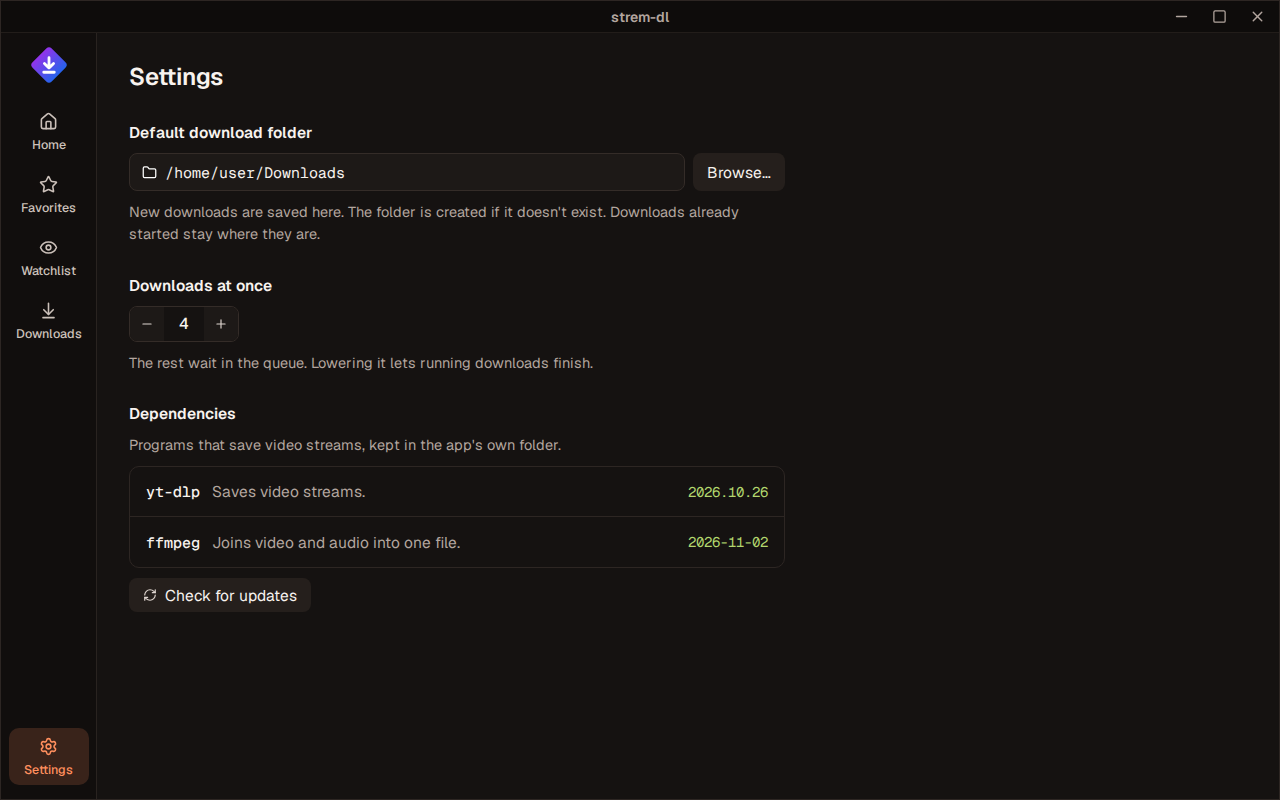 strem-dl
Home
Favorites
Watchlist
Downloads
Settings
Settings
Default download folder
/home/user/Downloads
Browse…
New downloads are saved here. The folder is created if it doesn't exist. Downloads already
started stay where they are.
Downloads at once
− 4 +
The rest wait in the queue. Lowering it lets running downloads finish.
Dependencies
Programs that save video streams, kept in the app's own folder.
yt-dlp Saves video streams. 2026.10.26
ffmpeg Joins video and audio into one file. 2026-11-02
Check for updates